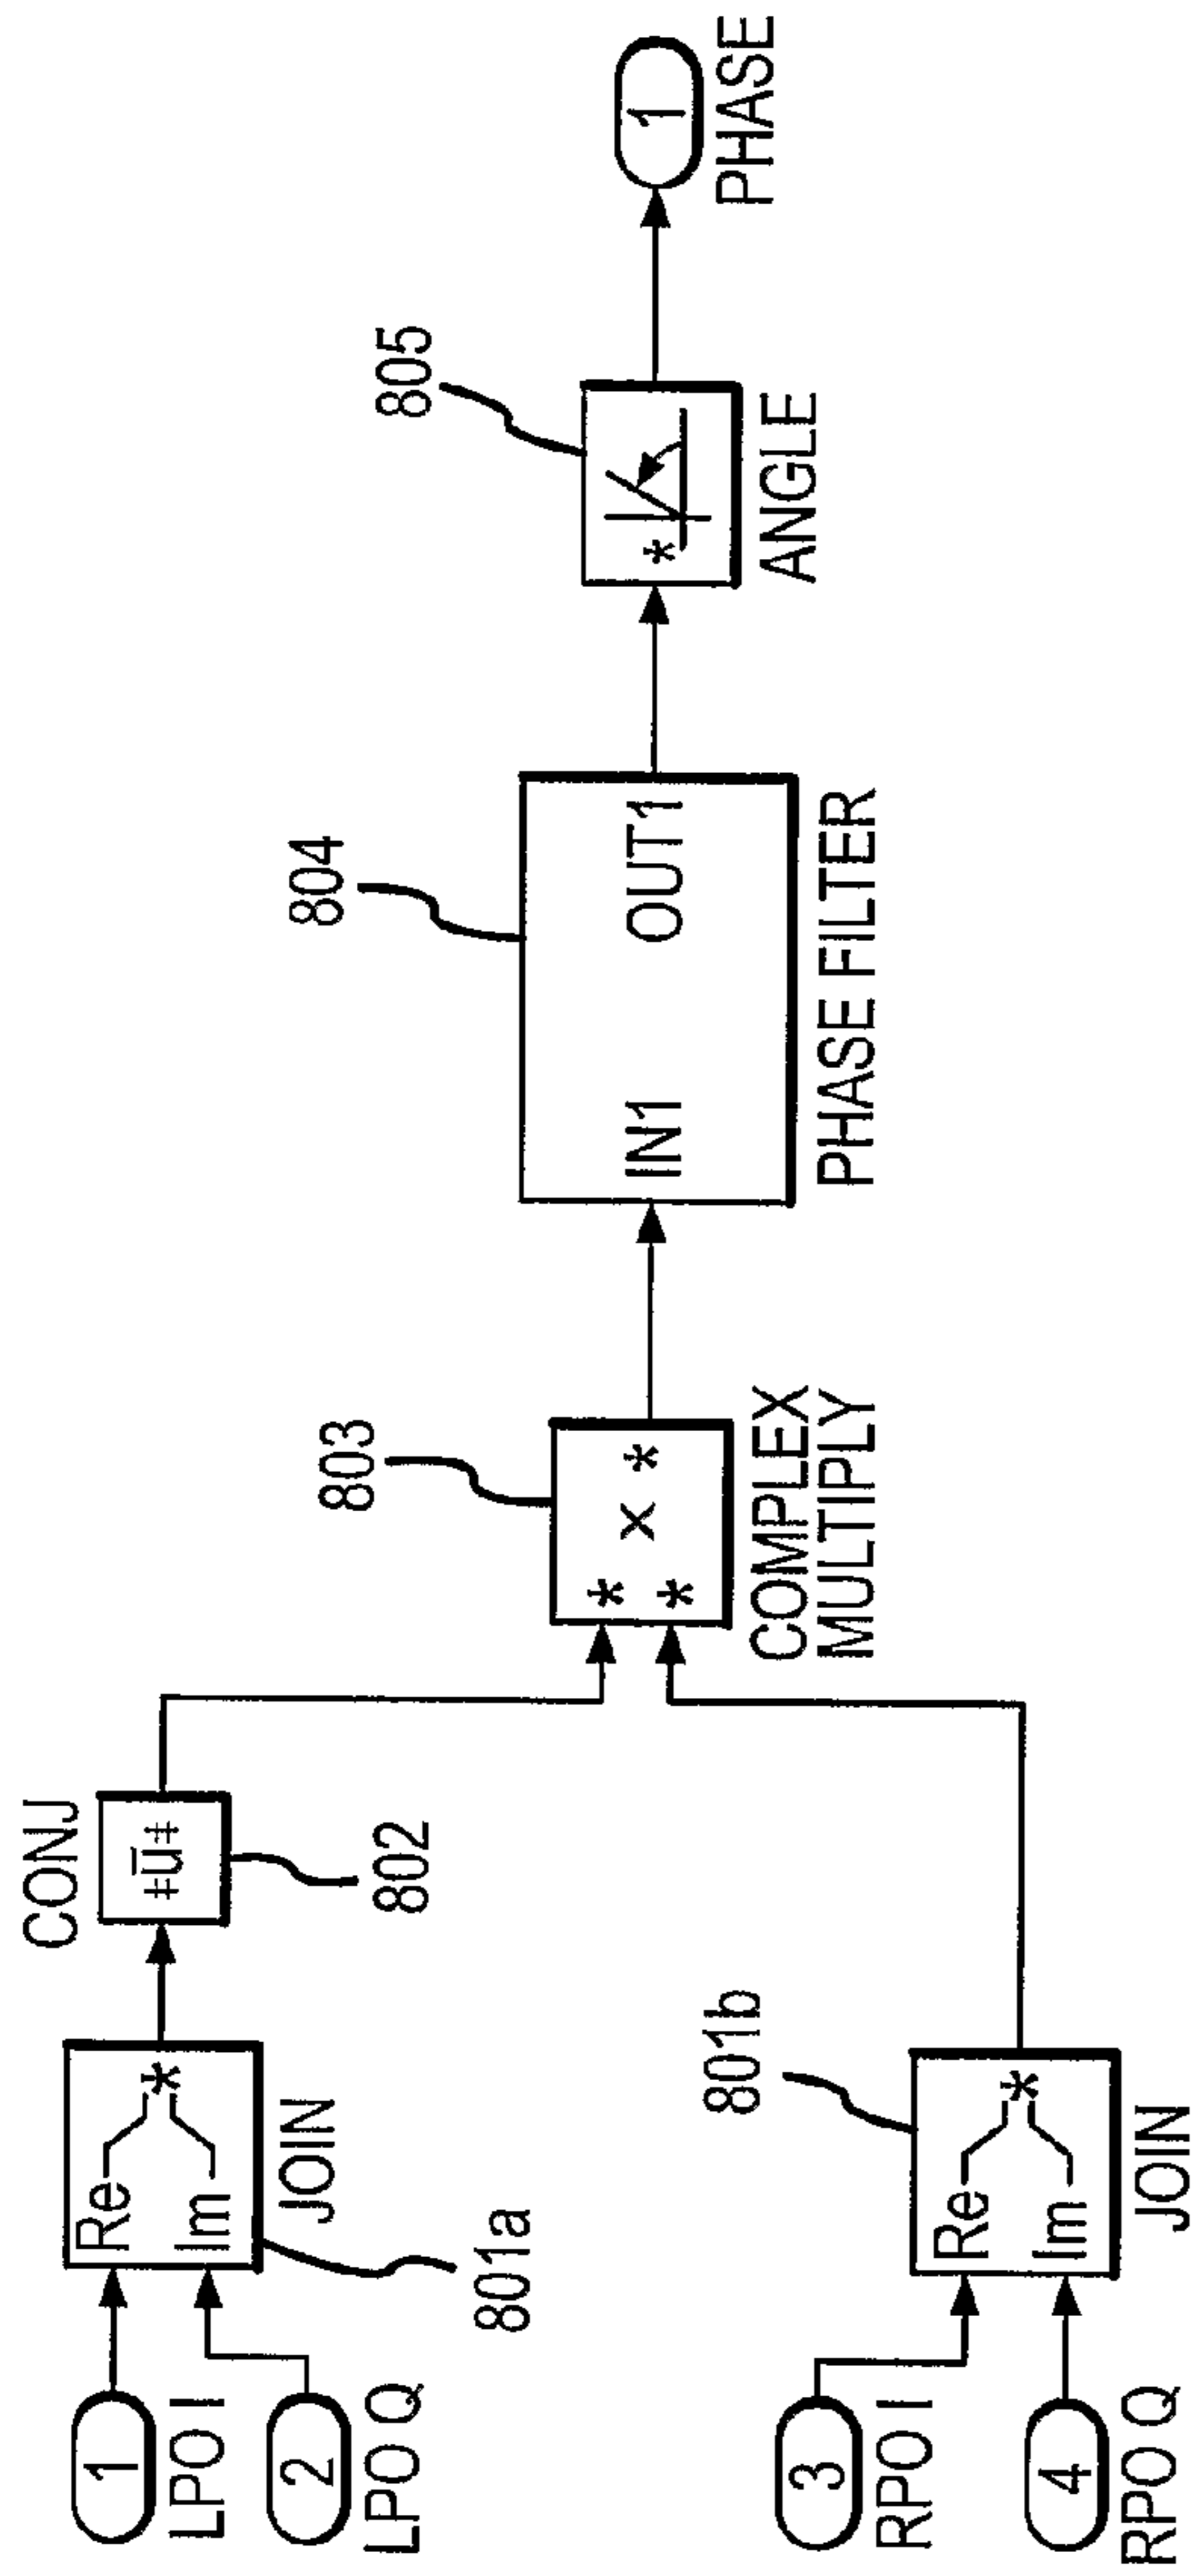 1
LPO I
2
LPO Q
Re
Im
*
JOIN
801a
CONJ
‡ū‡
802
3
RPO I
4
RPO Q
Re
Im
*
JOIN
801b
*
*
x *
COMPLEX
MULTIPLY
803
IN1
OUT1
PHASE FILTER
804
*
ANGLE
805
1
PHASE